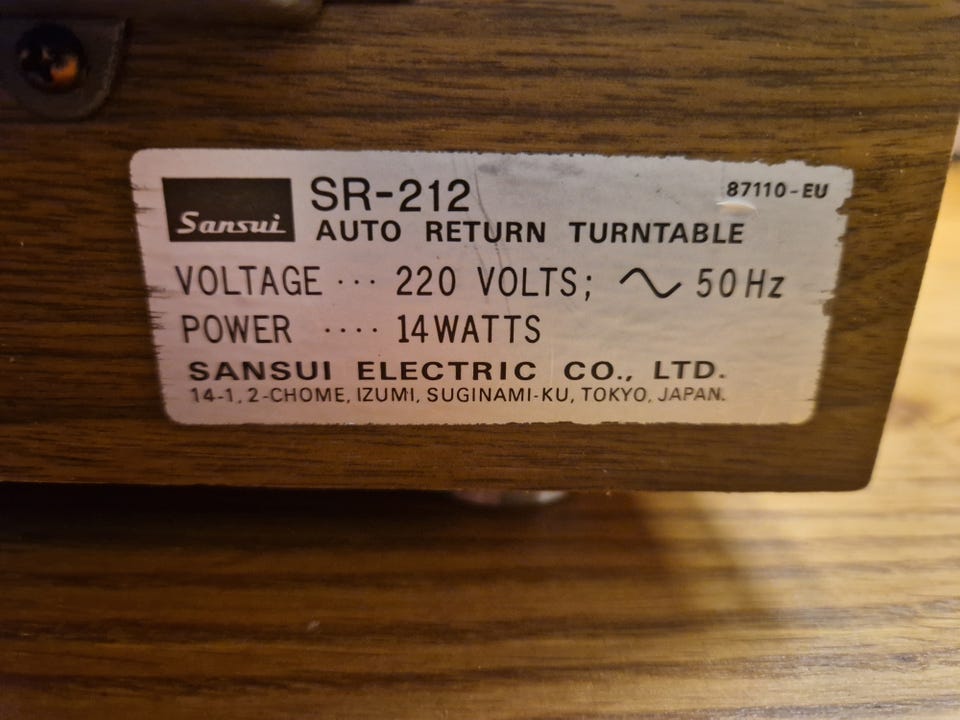 Sansui SR-212 87110-EU
AUTO RETURN TURNTABLE
VOLTAGE ··· 220 VOLTS; ∿ 50Hz
POWER ···· 14WATTS
SANSUI ELECTRIC CO., LTD.
14-1, 2-CHOME, IZUMI, SUGINAMI-KU, TOKYO, JAPAN.